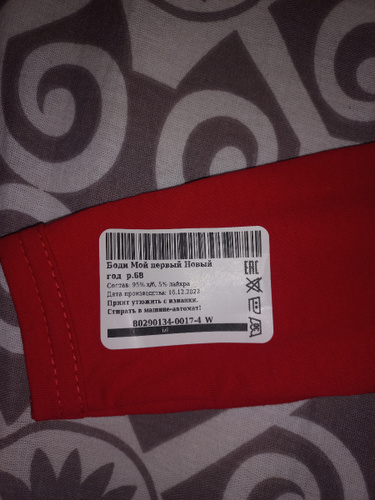 Боди Мой первый Новый
год р.68
Состав: 95% х/б, 5% лайкра
Дата производства: 10.12.2022
Принт утюжить с изнанки.
Стирать в машине-автомат!
80290134-0017-4 W
EAC